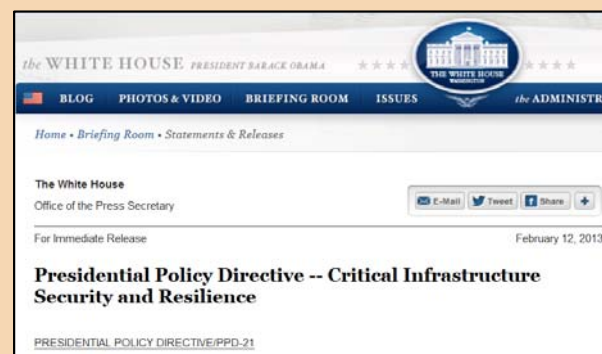 the WHITE HOUSE PRESIDENT BARACK OBAMA
THE WHITE HOUSE
WASHINGTON
BLOG PHOTOS & VIDEO BRIEFING ROOM ISSUES the ADMINISTR
Home • Briefing Room • Statements & Releases
The White House
Office of the Press Secretary
E-Mail Tweet Share +
For Immediate Release February 12, 2013
Presidential Policy Directive -- Critical Infrastructure
Security and Resilience
PRESIDENTIAL POLICY DIRECTIVE/PPD-21